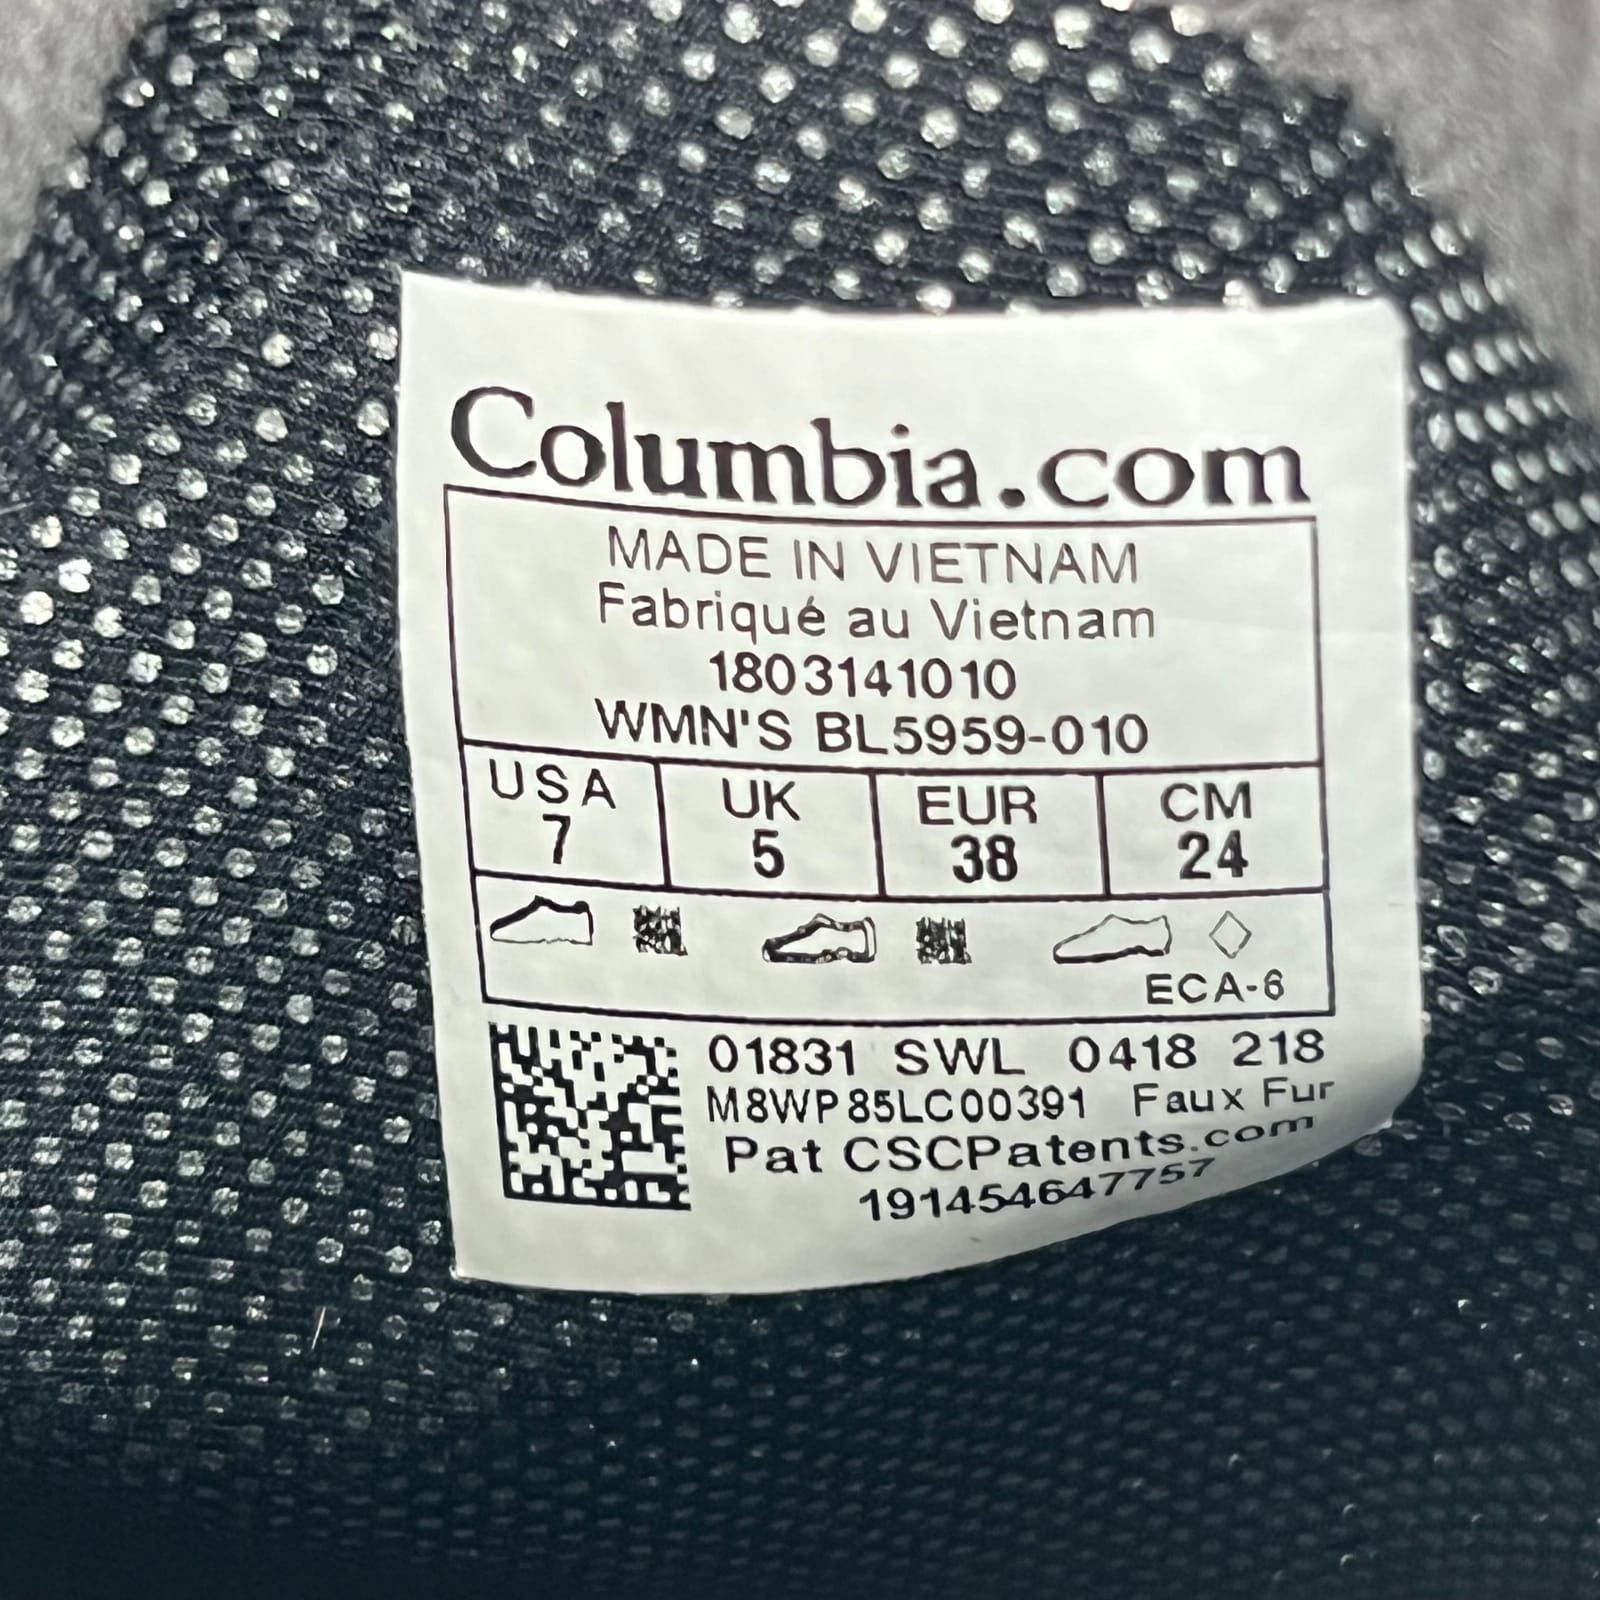 Columbia.com
MADE IN VIETNAM
Fabriqué au Vietnam
1803141010
WMN'S BL5959-010
USA UK EUR CM
7 5 38 24
ECA-6
01831 SWL 0418 218
M8WP85LC00391 Faux Fur
Pat CSCPatents.com
191454647757